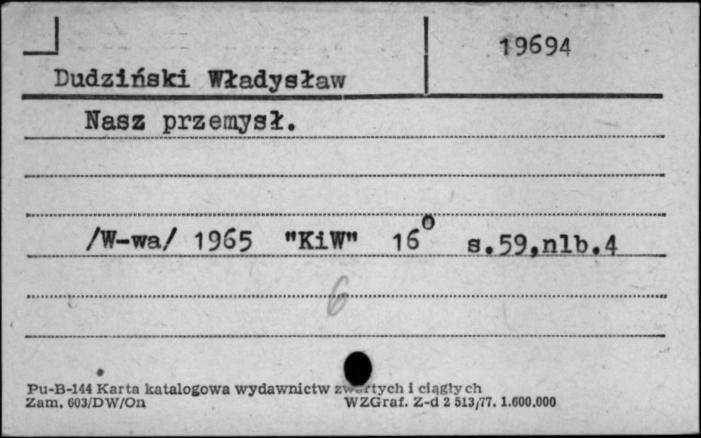 19694
Dudziński Władysław
Nasz przemysł.
/W-wa/ 1965 "KiW" 16⁰ s.59,nlb.4
6
Pu-B-144 Karta katalogowa wydawnictw zwartych i ciągłych
Zam. 603/DW/On WZGraf. Z-d 2 513/77. 1.600.000